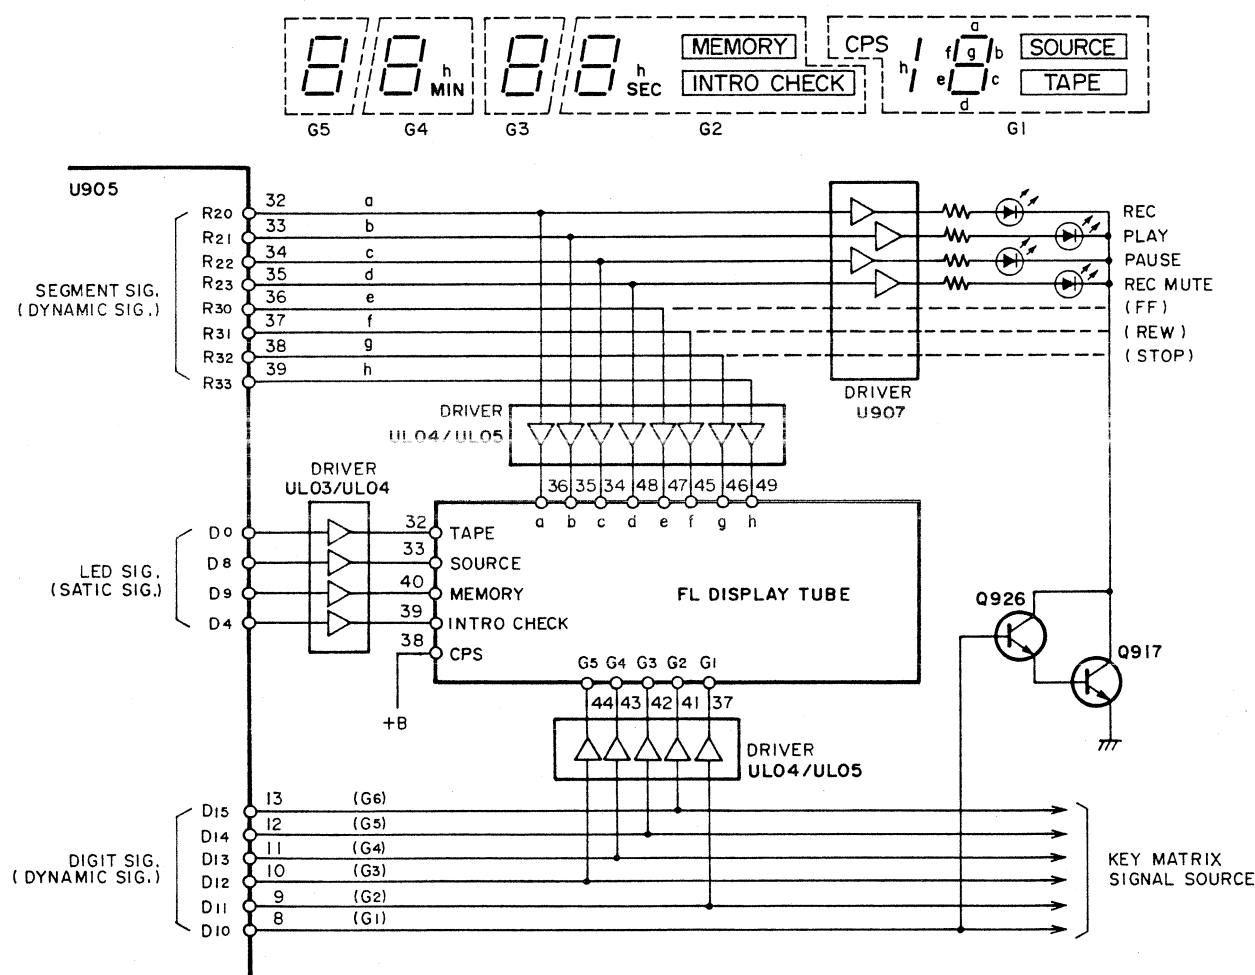 CPS
MEMORY
SOURCE
INTRO CHECK
TAPE
h
MIN
h
SEC
a
f
g
b
h
e
c
d
G5
G4
G3
G2
G1
U905
SEGMENT SIG.
(DYNAMIC SIG.)
R20 32 a
R21 33 b
R22 34 c
R23 35 d
R30 36 e
R31 37 f
R32 38 g
R33 39 h
REC
PLAY
PAUSE
REC MUTE
(FF)
(REW)
(STOP)
DRIVER
U907
DRIVER
UL04/UL05
DRIVER
UL03/UL04
36 35 34 48 47 45 46 49
a b c d e f g h
LED SIG.
(SATIC SIG.)
D0 32 TAPE
D8 33 SOURCE
D9 40 MEMORY
D4 39 INTRO CHECK
38 CPS
+B
FL DISPLAY TUBE
G5 G4 G3 G2 G1
44 43 42 41 37
DRIVER
UL04/UL05
Q926
Q917
DIGIT SIG.
(DYNAMIC SIG.)
D15 13 (G6)
D14 12 (G5)
D13 11 (G4)
D12 10 (G3)
D11 9 (G2)
D10 8 (G1)
KEY MATRIX
SIGNAL SOURCE